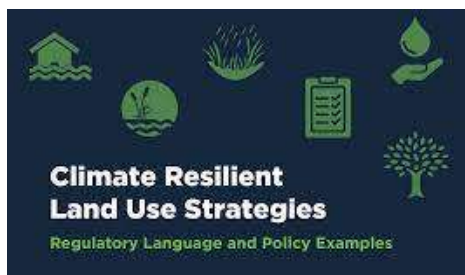 Climate Resilient
Land Use Strategies
Regulatory Language and Policy Examples